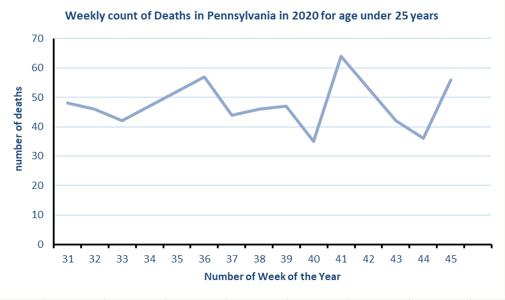 Weekly count of Deaths in Pennsylvania in 2020 for age under 25 years
70
60
50
40
30
20
10
0
number of deaths
31 32 33 34 35 36 37 38 39 40 41 42 43 44 45
Number of Week of the Year